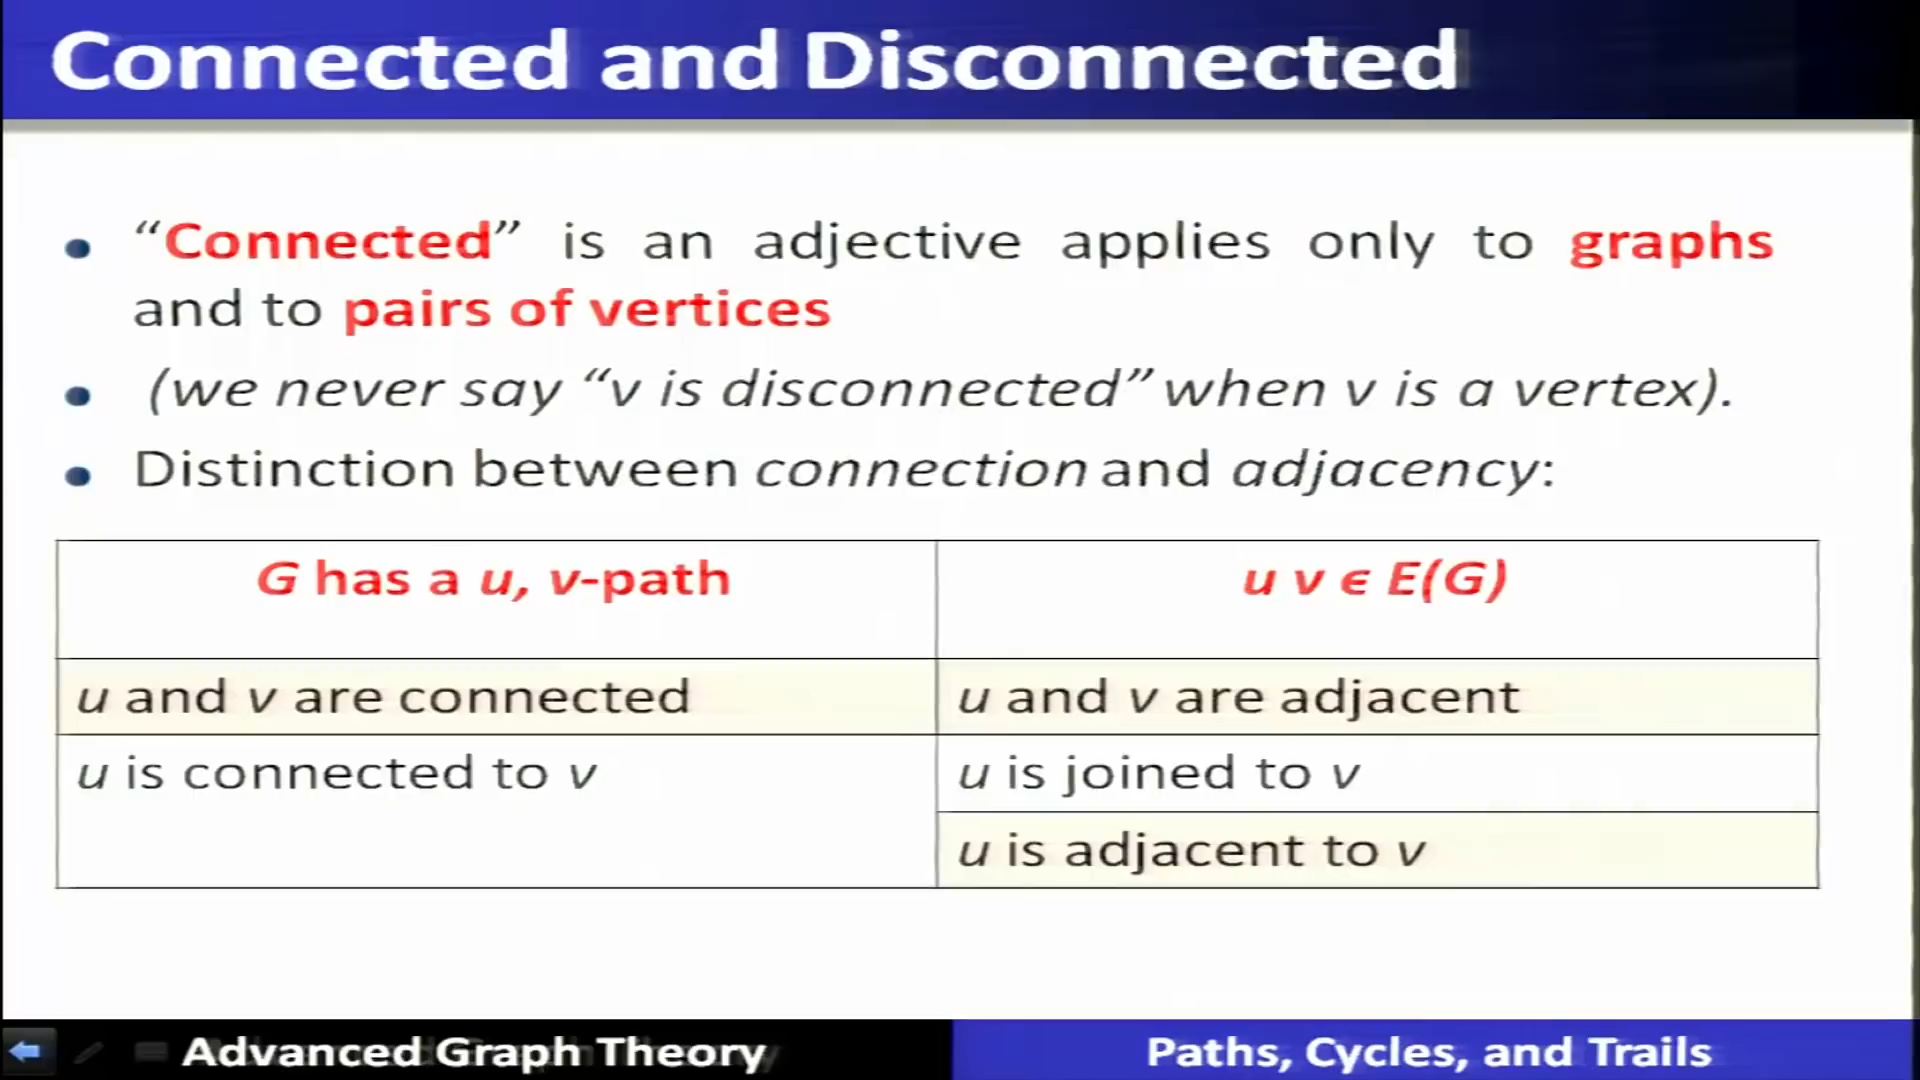 Connected and Disconnected
“Connected” is an adjective applies only to graphs
and to pairs of vertices
(we never say “v is disconnected” when v is a vertex).
Distinction between connection and adjacency:
G has a u, v-path
u v ϵ E(G)
u and v are connected
u and v are adjacent
u is connected to v
u is joined to v
u is adjacent to v
Advanced Graph Theory
Paths, Cycles, and Trails